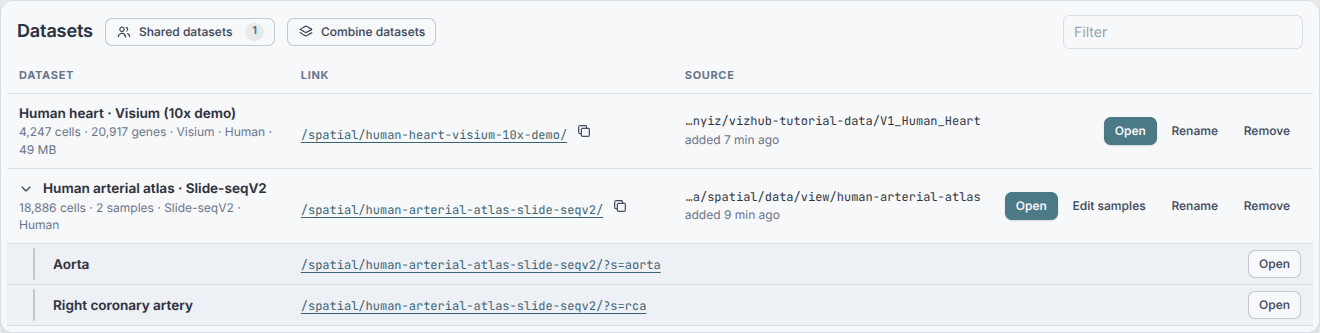 Datasets Shared datasets 1 Combine datasets Filter
DATASET LINK SOURCE
Human heart · Visium (10x demo)
4,247 cells · 20,917 genes · Visium · Human ·
49 MB
/spatial/human-heart-visium-10x-demo/
…nyiz/vizhub-tutorial-data/V1_Human_Heart
added 7 min ago
Open Rename Remove
Human arterial atlas · Slide-seqV2
18,886 cells · 2 samples · Slide-seqV2 ·
Human
/spatial/human-arterial-atlas-slide-seqv2/
…a/spatial/data/view/human-arterial-atlas
added 9 min ago
Open Edit samples Rename Remove
Aorta /spatial/human-arterial-atlas-slide-seqv2/?s=aorta Open
Right coronary artery /spatial/human-arterial-atlas-slide-seqv2/?s=rca Open